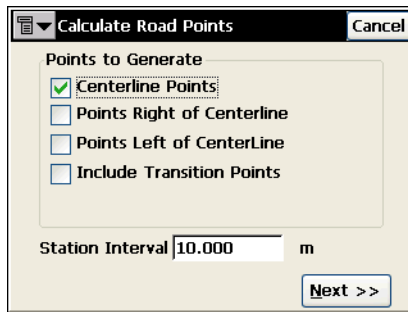 Calculate Road Points Cancel
Points to Generate
Centerline Points
Points Right of Centerline
Points Left of CenterLine
Include Transition Points
Station Interval 10.000 m
Next >>